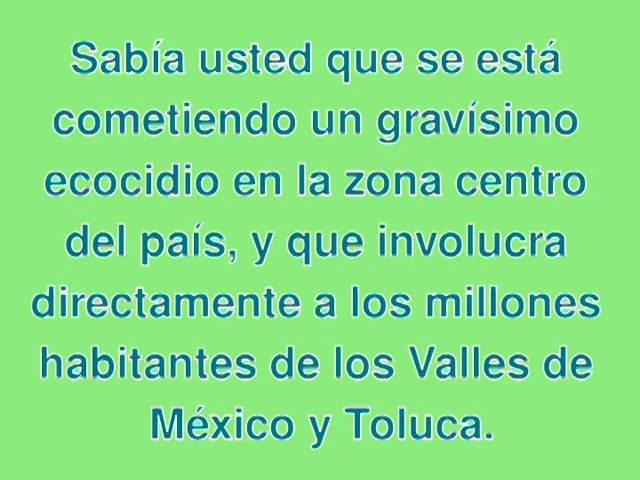 Sabía usted que se está
cometiendo un gravísimo
ecocidio en la zona centro
del país, y que involucra
directamente a los millones
habitantes de los Valles de
México y Toluca.